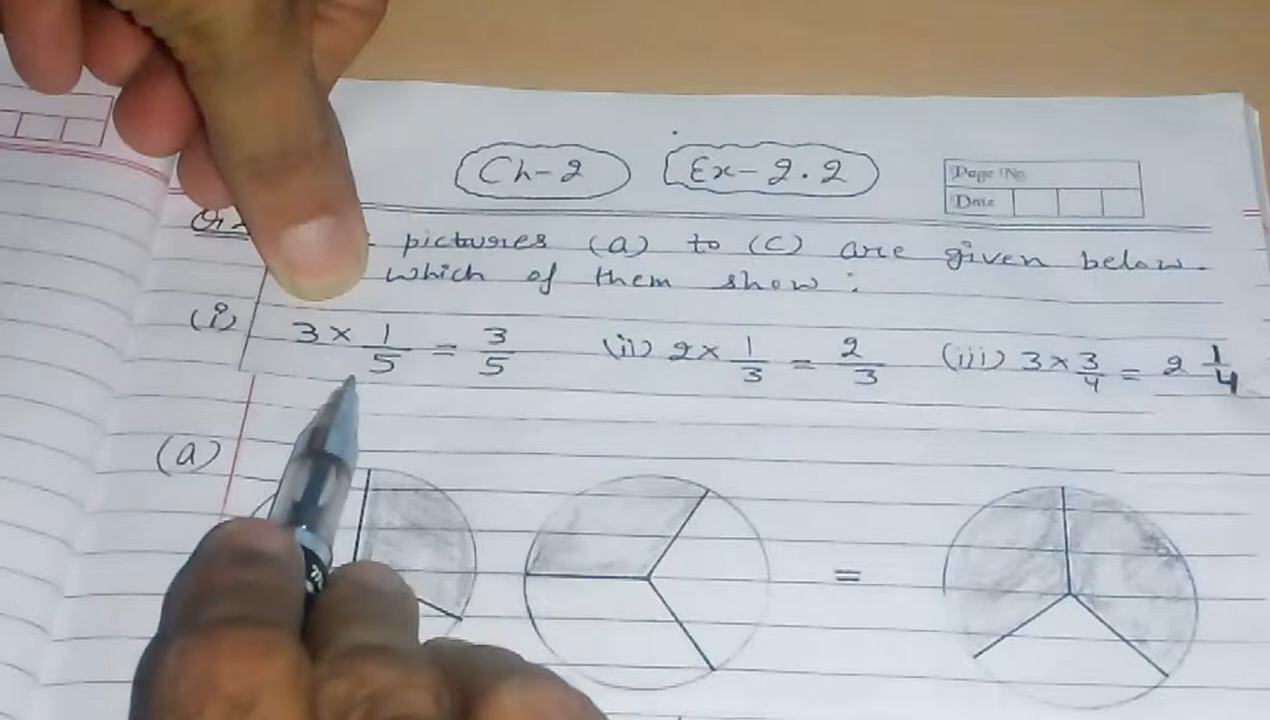 Ch-2 Ex-2.2
Page No.
Date
pictures (a) to (c) are given below.
which of them show :
(i) 3 × 1/5 = 3/5 (ii) 2 × 1/3 = 2/3 (iii) 3 × 3/4 = 2 1/4
(a)
=